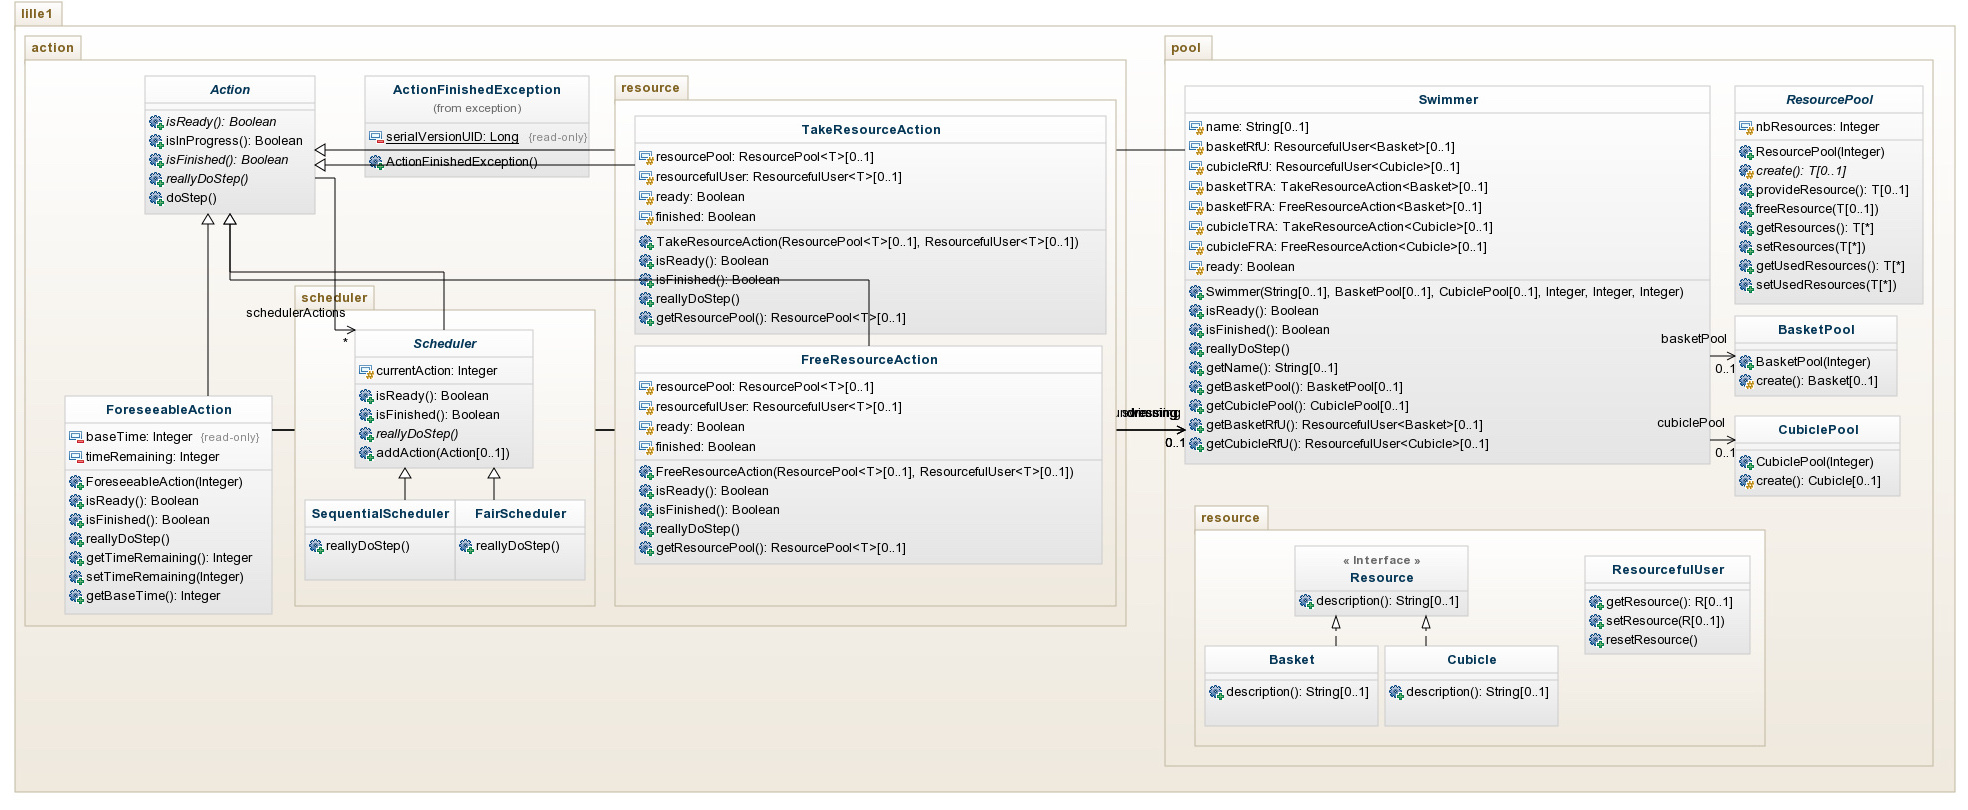 lille1
action
Action
isReady(): Boolean
isInProgress(): Boolean
isFinished(): Boolean
reallyDoStep()
doStep()
ActionFinishedException
(from exception)
serialVersionUID: Long {read-only}
ActionFinishedException()
resource
TakeResourceAction
resourcePool: ResourcePool<T>[0..1]
resourcefulUser: ResourcefulUser<T>[0..1]
ready: Boolean
finished: Boolean
TakeResourceAction(ResourcePool<T>[0..1], ResourcefulUser<T>[0..1])
isReady(): Boolean
isFinished(): Boolean
reallyDoStep()
getResourcePool(): ResourcePool<T>[0..1]
FreeResourceAction
resourcePool: ResourcePool<T>[0..1]
resourcefulUser: ResourcefulUser<T>[0..1]
ready: Boolean
finished: Boolean
FreeResourceAction(ResourcePool<T>[0..1], ResourcefulUser<T>[0..1])
isReady(): Boolean
isFinished(): Boolean
reallyDoStep()
getResourcePool(): ResourcePool<T>[0..1]
scheduler
schedulerActions
*
Scheduler
currentAction: Integer
isReady(): Boolean
isFinished(): Boolean
reallyDoStep()
addAction(Action[0..1])
SequentialScheduler
reallyDoStep()
FairScheduler
reallyDoStep()
ForeseeableAction
baseTime: Integer {read-only}
timeRemaining: Integer
ForeseeableAction(Integer)
isReady(): Boolean
isFinished(): Boolean
reallyDoStep()
getTimeRemaining(): Integer
setTimeRemaining(Integer)
getBaseTime(): Integer
0..1
pool
Swimmer
name: String[0..1]
basketRfU: ResourcefulUser<Basket>[0..1]
cubicleRfU: ResourcefulUser<Cubicle>[0..1]
basketTRA: TakeResourceAction<Basket>[0..1]
basketFRA: FreeResourceAction<Basket>[0..1]
cubicleTRA: TakeResourceAction<Cubicle>[0..1]
cubicleFRA: FreeResourceAction<Cubicle>[0..1]
ready: Boolean
Swimmer(String[0..1], BasketPool[0..1], CubiclePool[0..1], Integer, Integer, Integer)
isReady(): Boolean
isFinished(): Boolean
reallyDoStep()
getName(): String[0..1]
getBasketPool(): BasketPool[0..1]
getCubiclePool(): CubiclePool[0..1]
getBasketRfU(): ResourcefulUser<Basket>[0..1]
getCubicleRfU(): ResourcefulUser<Cubicle>[0..1]
ResourcePool
nbResources: Integer
ResourcePool(Integer)
create(): T[0..1]
provideResource(): T[0..1]
freeResource(T[0..1])
getResources(): T[*]
setResources(T[*])
getUsedResources(): T[*]
setUsedResources(T[*])
basketPool
0..1
BasketPool
BasketPool(Integer)
create(): Basket[0..1]
cubiclePool
0..1
CubiclePool
CubiclePool(Integer)
create(): Cubicle[0..1]
resource
« Interface »
Resource
description(): String[0..1]
ResourcefulUser
getResource(): R[0..1]
setResource(R[0..1])
resetResource()
Basket
description(): String[0..1]
Cubicle
description(): String[0..1]